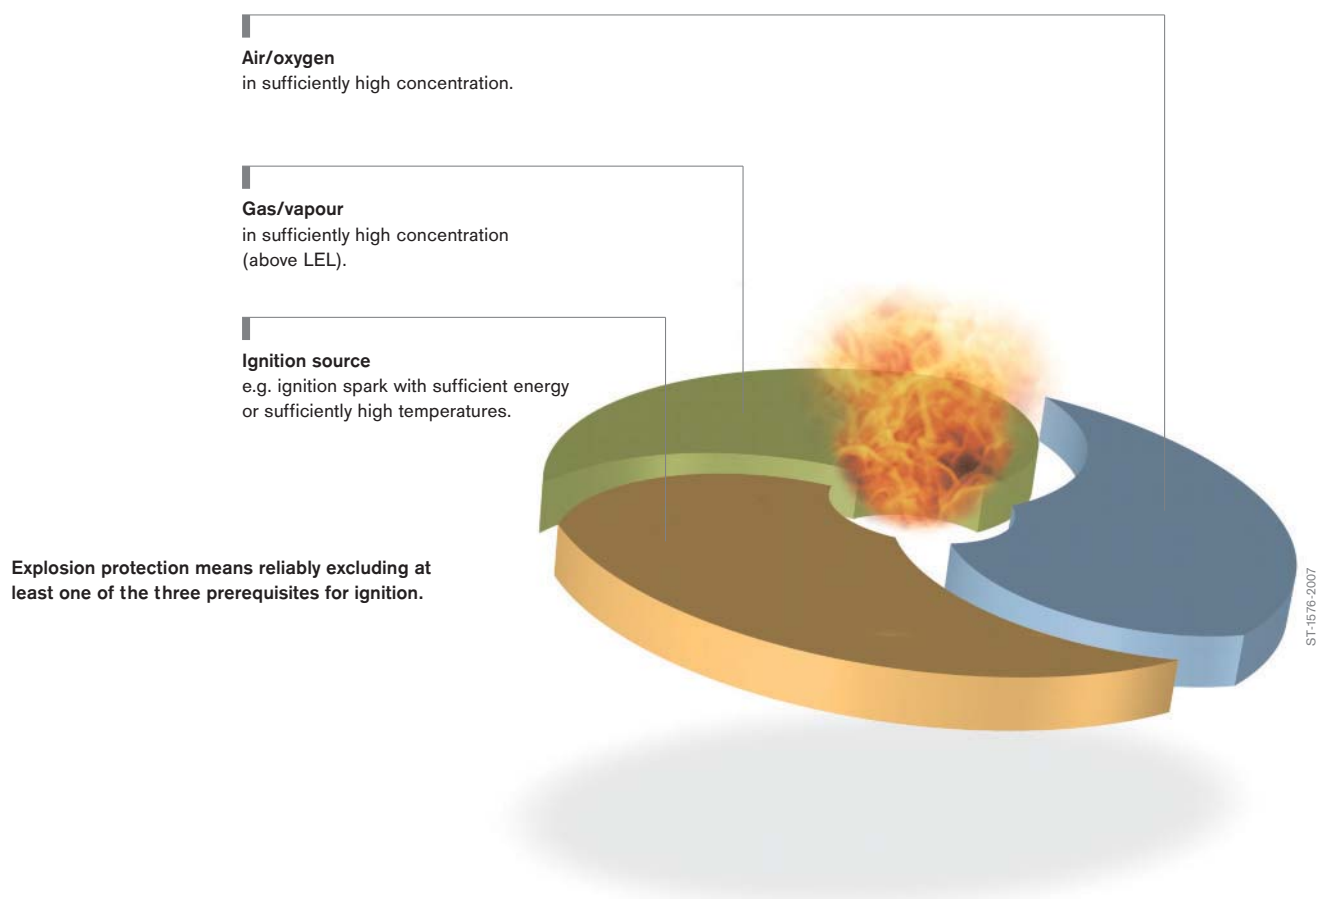 Air/oxygen
in sufficiently high concentration.
Gas/vapour
in sufficiently high concentration
(above LEL).
Ignition source
e.g. ignition spark with sufficient energy
or sufficiently high temperatures.
Explosion protection means reliably excluding at
least one of the three prerequisites for ignition.
ST-1576-2007